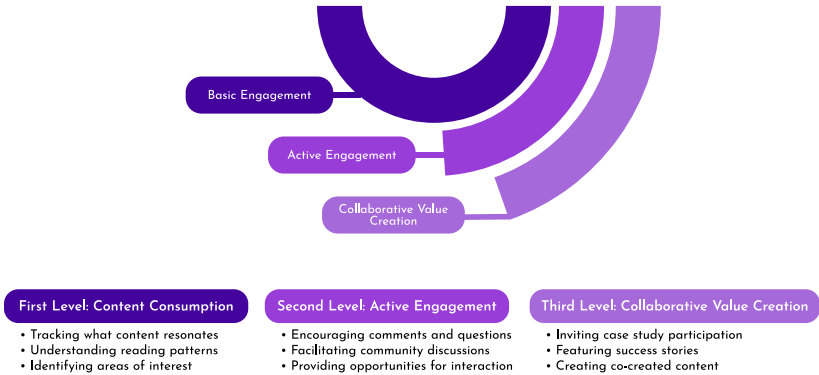 Basic Engagement
Active Engagement
Collaborative Value
Creation
First Level: Content Consumption
• Tracking what content resonates
• Understanding reading patterns
• Identifying areas of interest
Second Level: Active Engagement
• Encouraging comments and questions
• Facilitating community discussions
• Providing opportunities for interaction
Third Level: Collaborative Value Creation
• Inviting case study participation
• Featuring success stories
• Creating co-created content